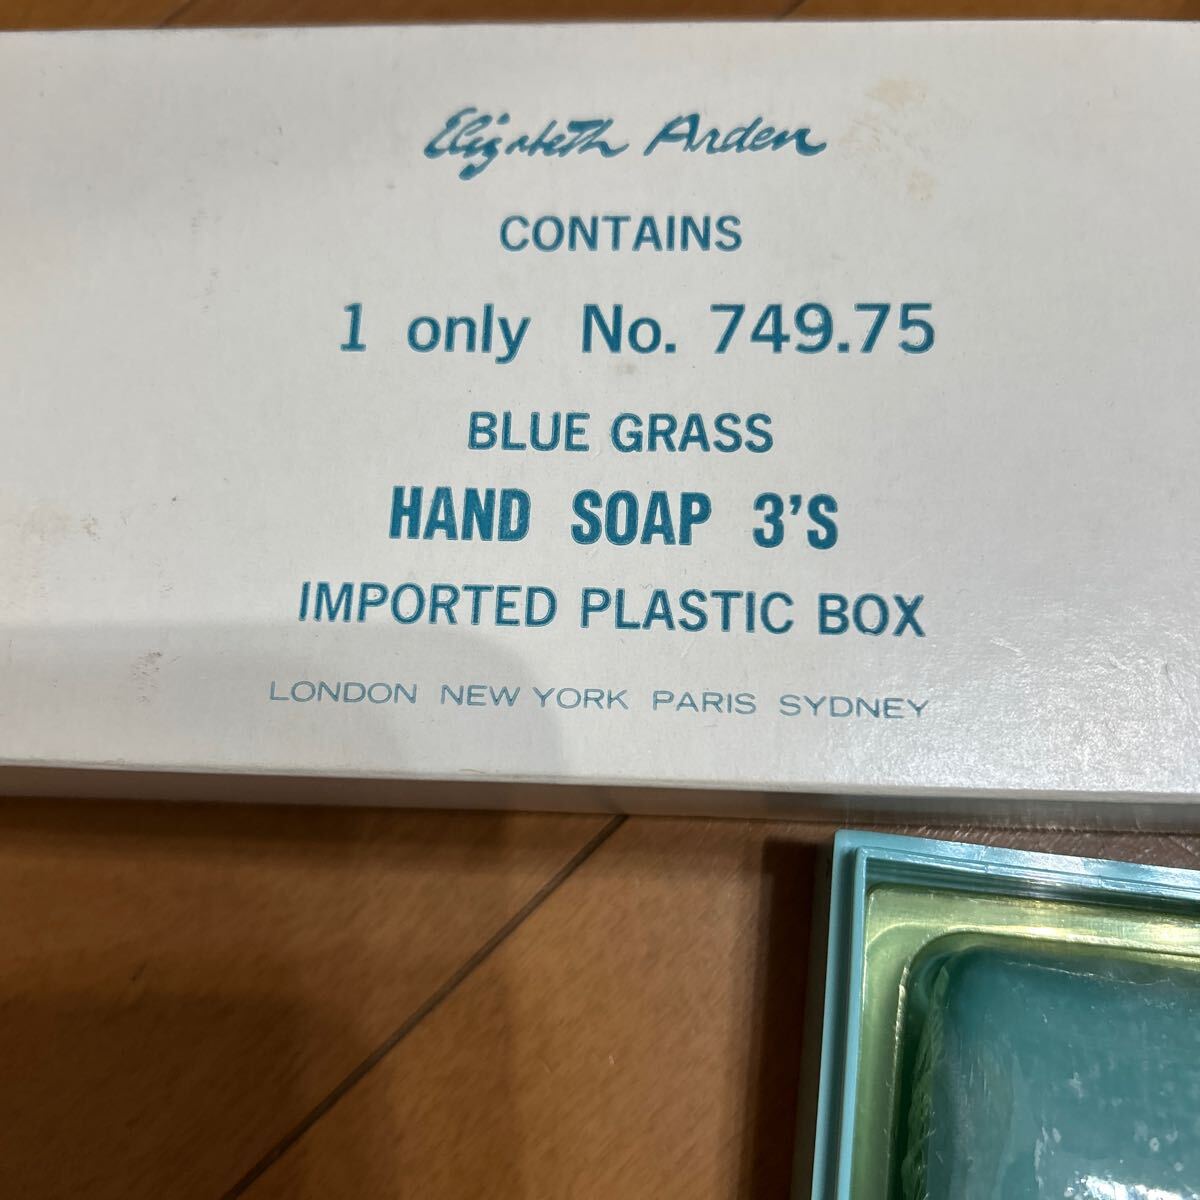 Elizabeth Arden
CONTAINS
1 only No. 749.75
BLUE GRASS
HAND SOAP 3'S
IMPORTED PLASTIC BOX
LONDON NEW YORK PARIS SYDNEY